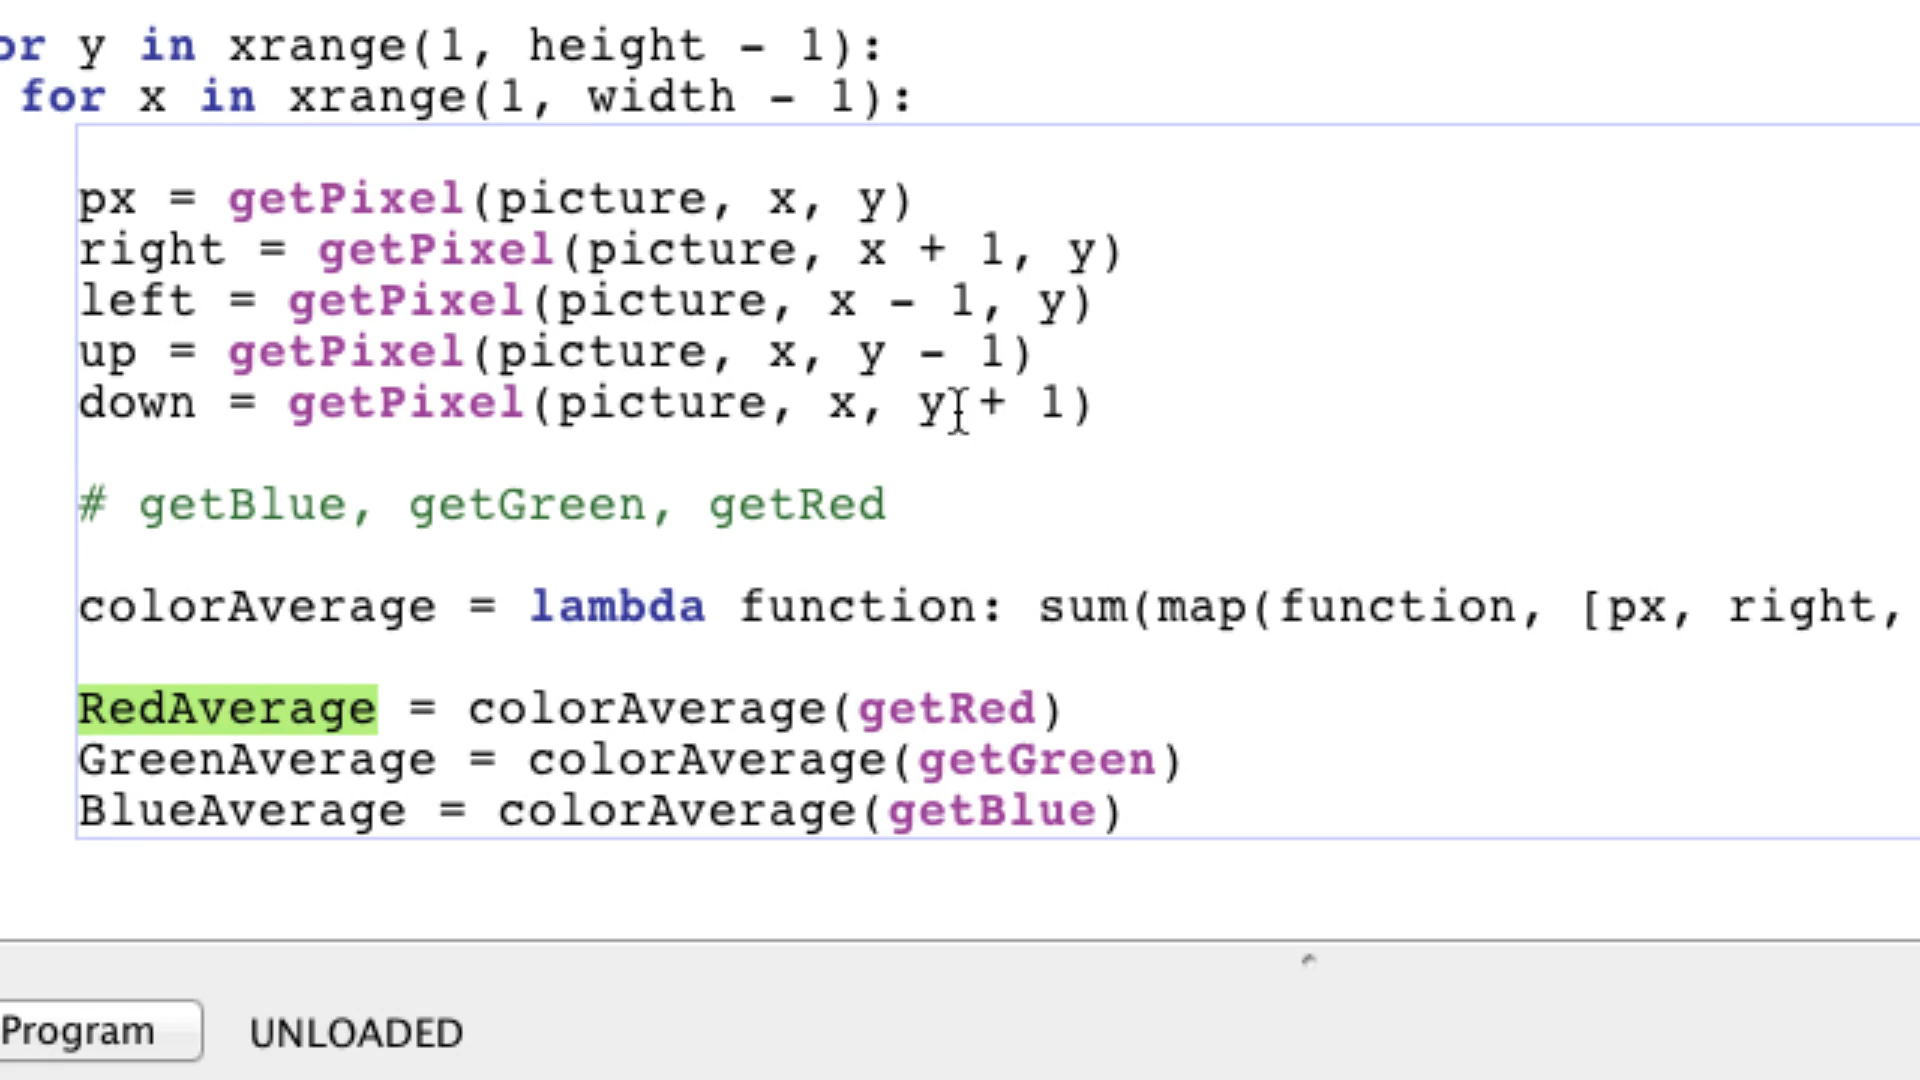 or y in xrange(1, height - 1):
for x in xrange(1, width - 1):
px = getPixel(picture, x, y)
right = getPixel(picture, x + 1, y)
left = getPixel(picture, x - 1, y)
up = getPixel(picture, x, y - 1)
down = getPixel(picture, x, y + 1)
# getBlue, getGreen, getRed
colorAverage = lambda function: sum(map(function, [px, right,
RedAverage = colorAverage(getRed)
GreenAverage = colorAverage(getGreen)
BlueAverage = colorAverage(getBlue)
Program UNLOADED